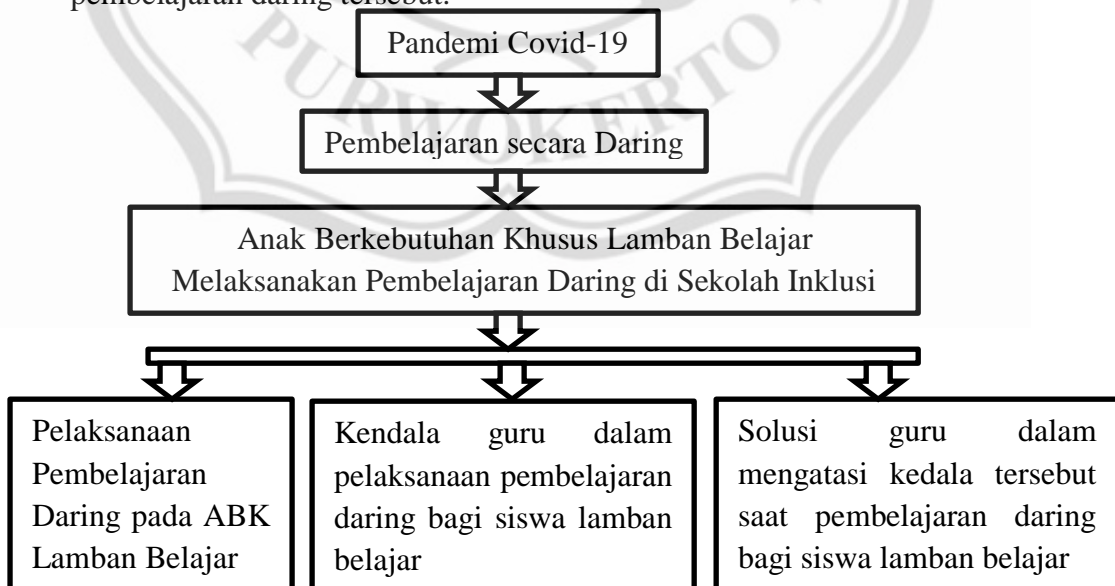 pembelajaran daring tersebut.
PURWOKERTO
Pandemi Covid-19
Pembelajaran secara Daring
Anak Berkebutuhan Khusus Lamban Belajar
Melaksanakan Pembelajaran Daring di Sekolah Inklusi
Pelaksanaan
Pembelajaran
Daring pada ABK
Lamban Belajar
Kendala guru dalam
pelaksanaan pembelajaran
daring bagi siswa lamban
belajar
Solusi guru dalam
mengatasi kedala tersebut
saat pembelajaran daring
bagi siswa lamban belajar